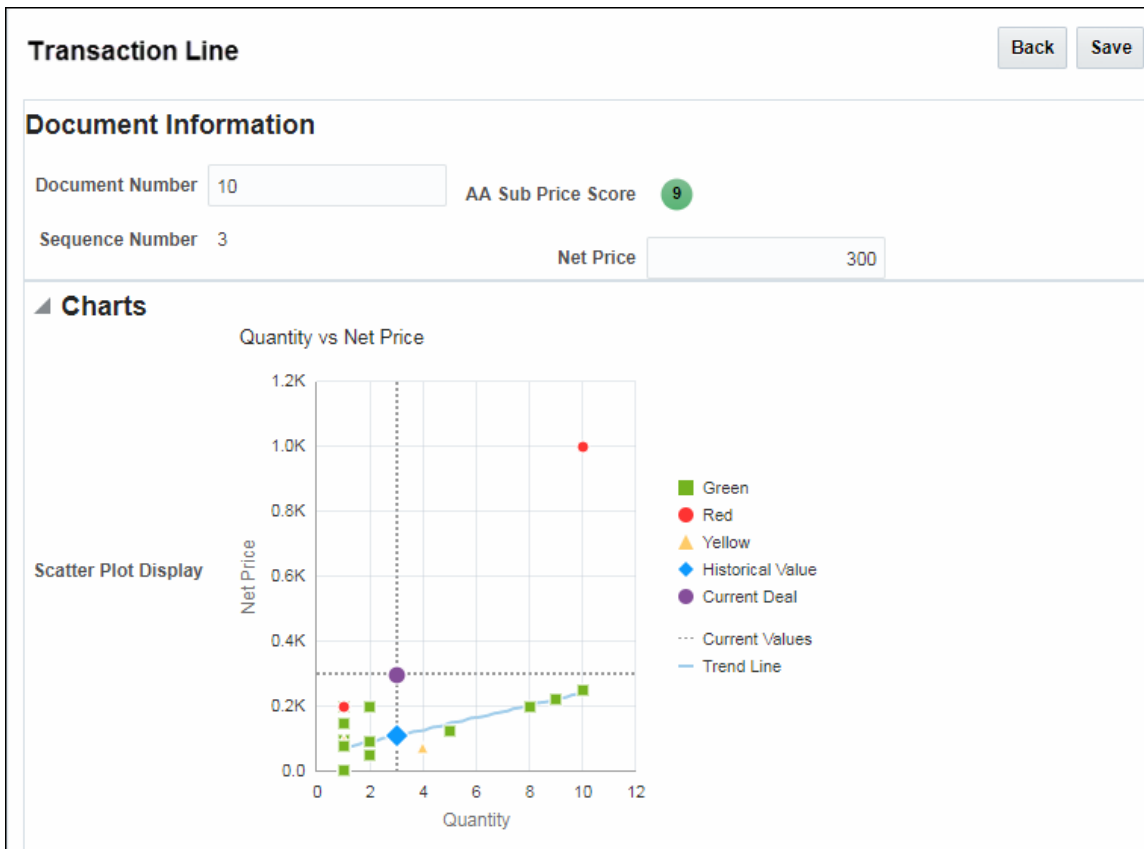 Transaction Line
Back
Save
Document Information
Document Number 10
AA Sub Price Score 9
Sequence Number 3
Net Price 300
Charts
Quantity vs Net Price
1.2K
1.0K
0.8K
0.6K
0.4K
0.2K
0.0
Net Price
Scatter Plot Display
0 2 4 6 8 10 12
Quantity
Green
Red
Yellow
Historical Value
Current Deal
Current Values
Trend Line